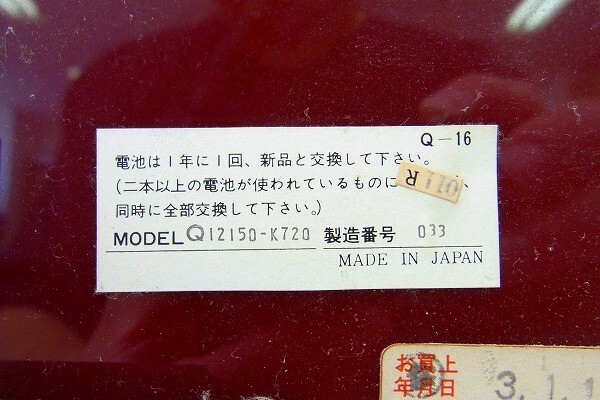 Q-16
電池は1年に1回、新品と交換して下さい。
(二本以上の電池が使われているものに、
同時に全部交換して下さい。)
R 110
MODEL Q12150-K720 製造番号 033
MADE IN JAPAN
お買上
年月日 3.1.1